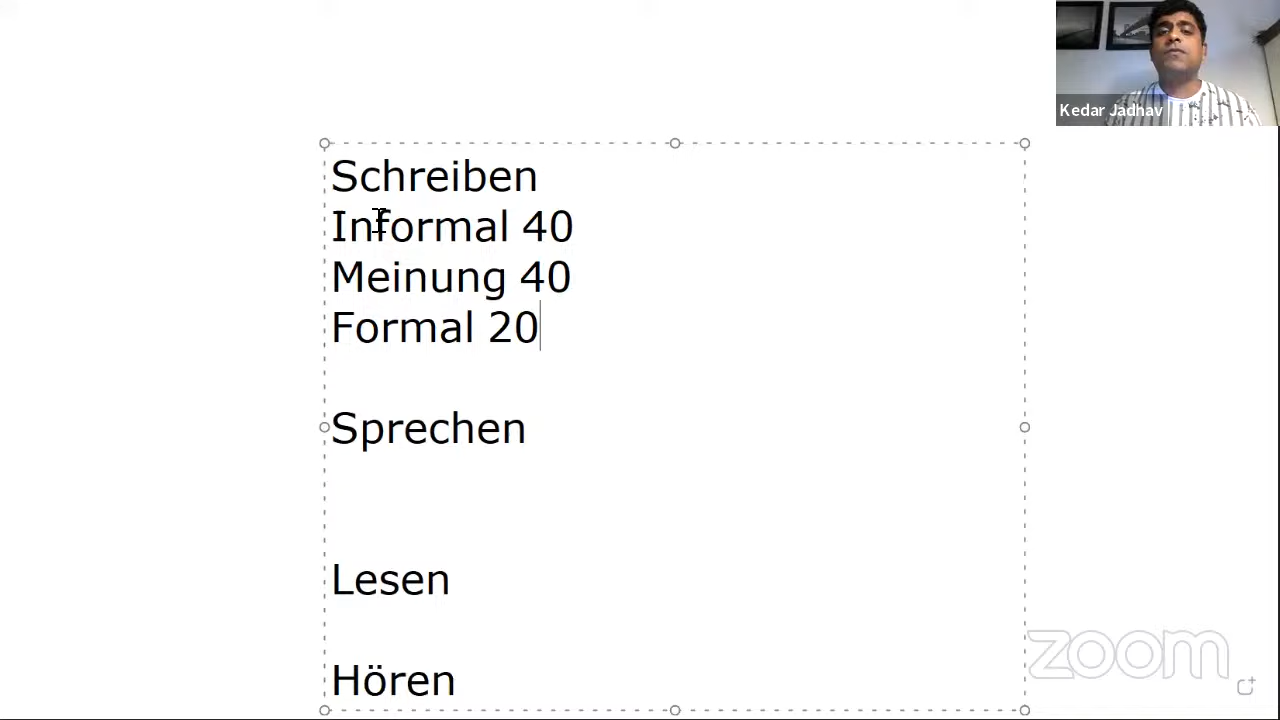 Kedar Jadhav
Schreiben
Informal 40
Meinung 40
Formal 20
Sprechen
Lesen
Hören
zoom